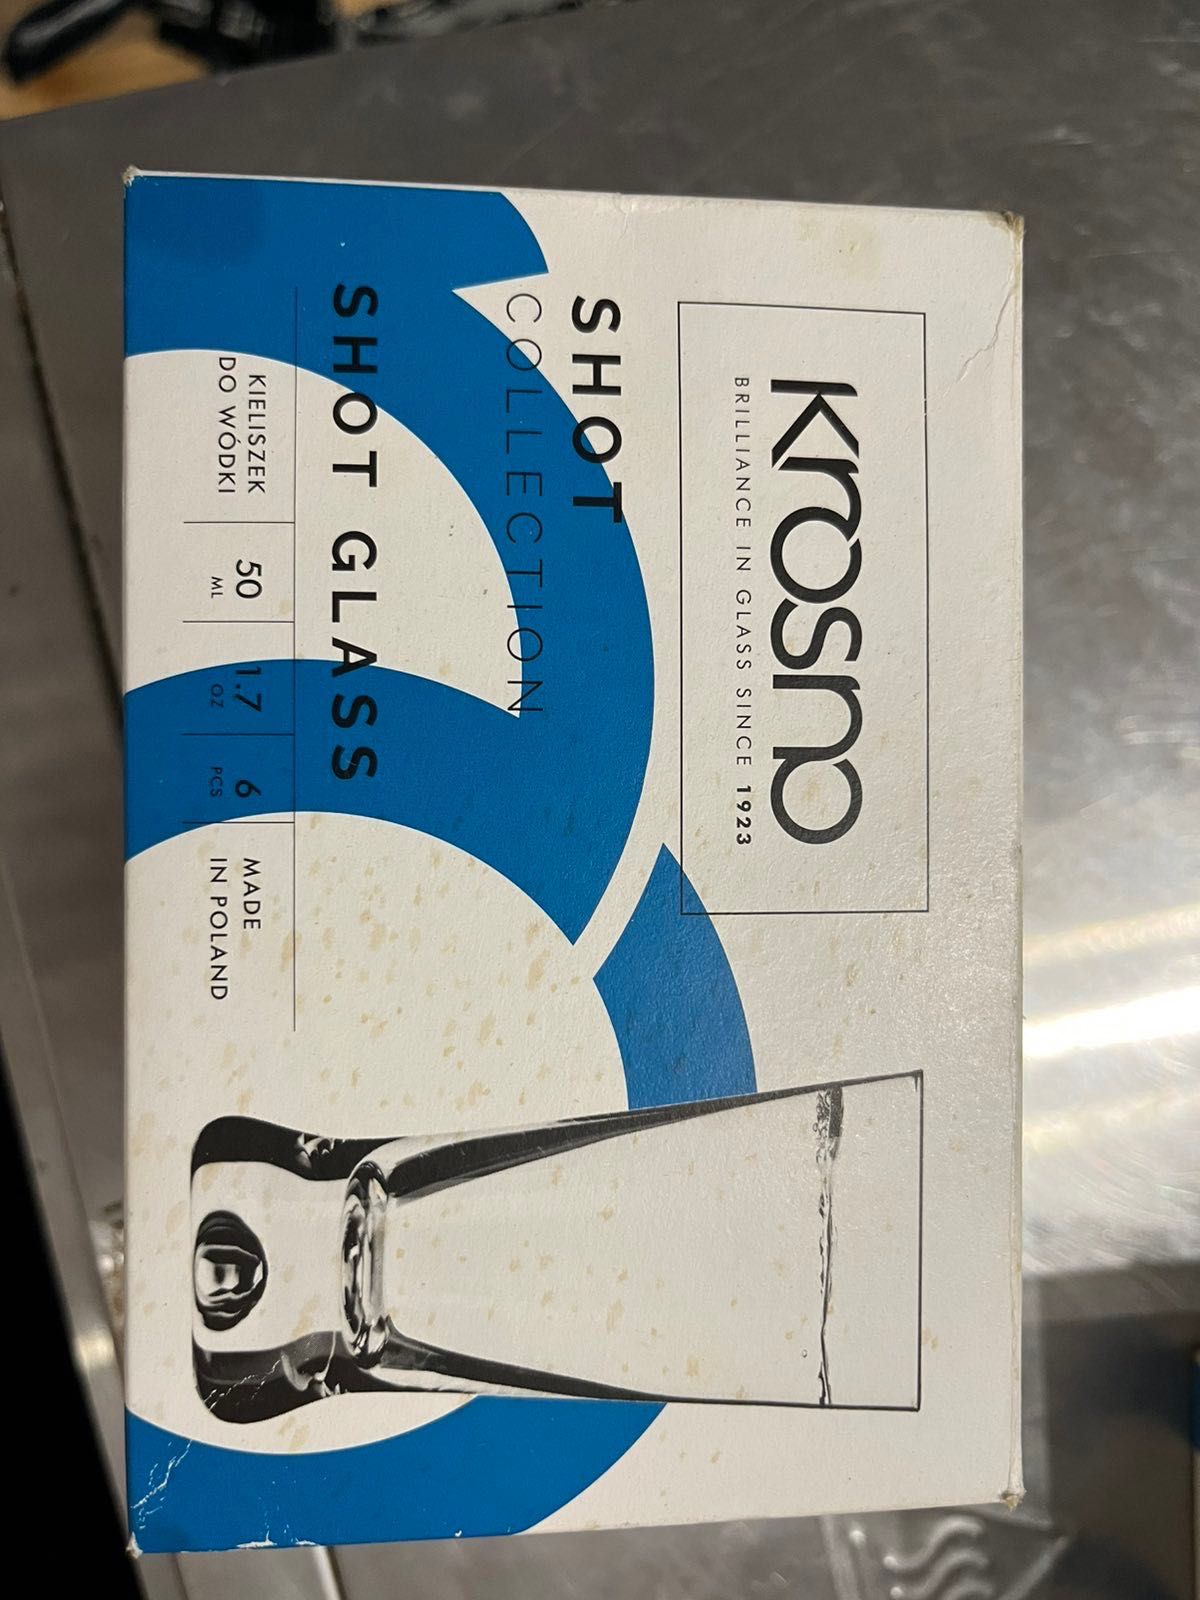 krosno
BRILLIANCE IN GLASS SINCE 1923
SHOT
COLLECTION
SHOT GLASS
KIELISZEK
DO WÓDKI
50
ML
1.7
OZ
6
PCS
MADE
IN POLAND